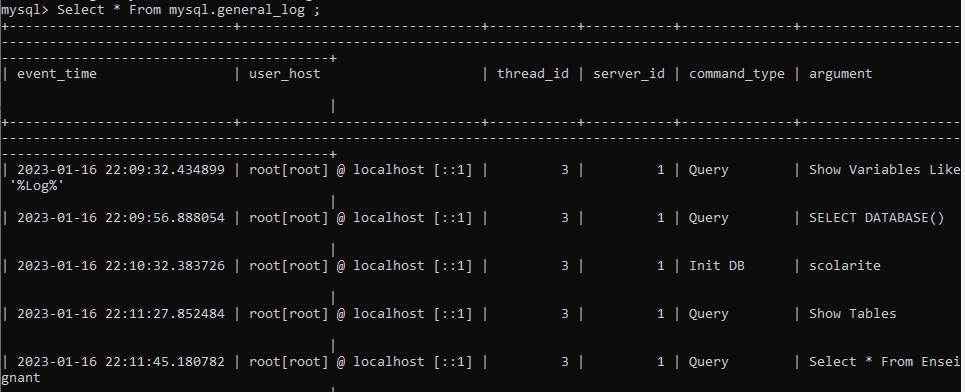 mysql> Select * From mysql.general_log ;
+----------------------------+------------------------------+-----------+-----------+--------------+--------------------
------------------------------------------------------------------------------------------------------------------------
-----------------------------------------+
| event_time                 | user_host                    | thread_id | server_id | command_type | argument
                                         |
+----------------------------+------------------------------+-----------+-----------+--------------+--------------------
------------------------------------------------------------------------------------------------------------------------
-----------------------------------------+
| 2023-01-16 22:09:32.434899 | root[root] @ localhost [::1] |         3 |         1 | Query        | Show Variables Like
 '%Log%'
                                         |
| 2023-01-16 22:09:56.888054 | root[root] @ localhost [::1] |         3 |         1 | Query        | SELECT DATABASE()
                                         |
| 2023-01-16 22:10:32.383726 | root[root] @ localhost [::1] |         3 |         1 | Init DB      | scolarite
                                         |
| 2023-01-16 22:11:27.852484 | root[root] @ localhost [::1] |         3 |         1 | Query        | Show Tables
                                         |
| 2023-01-16 22:11:45.180782 | root[root] @ localhost [::1] |         3 |         1 | Query        | Select * From Ensei
gnant